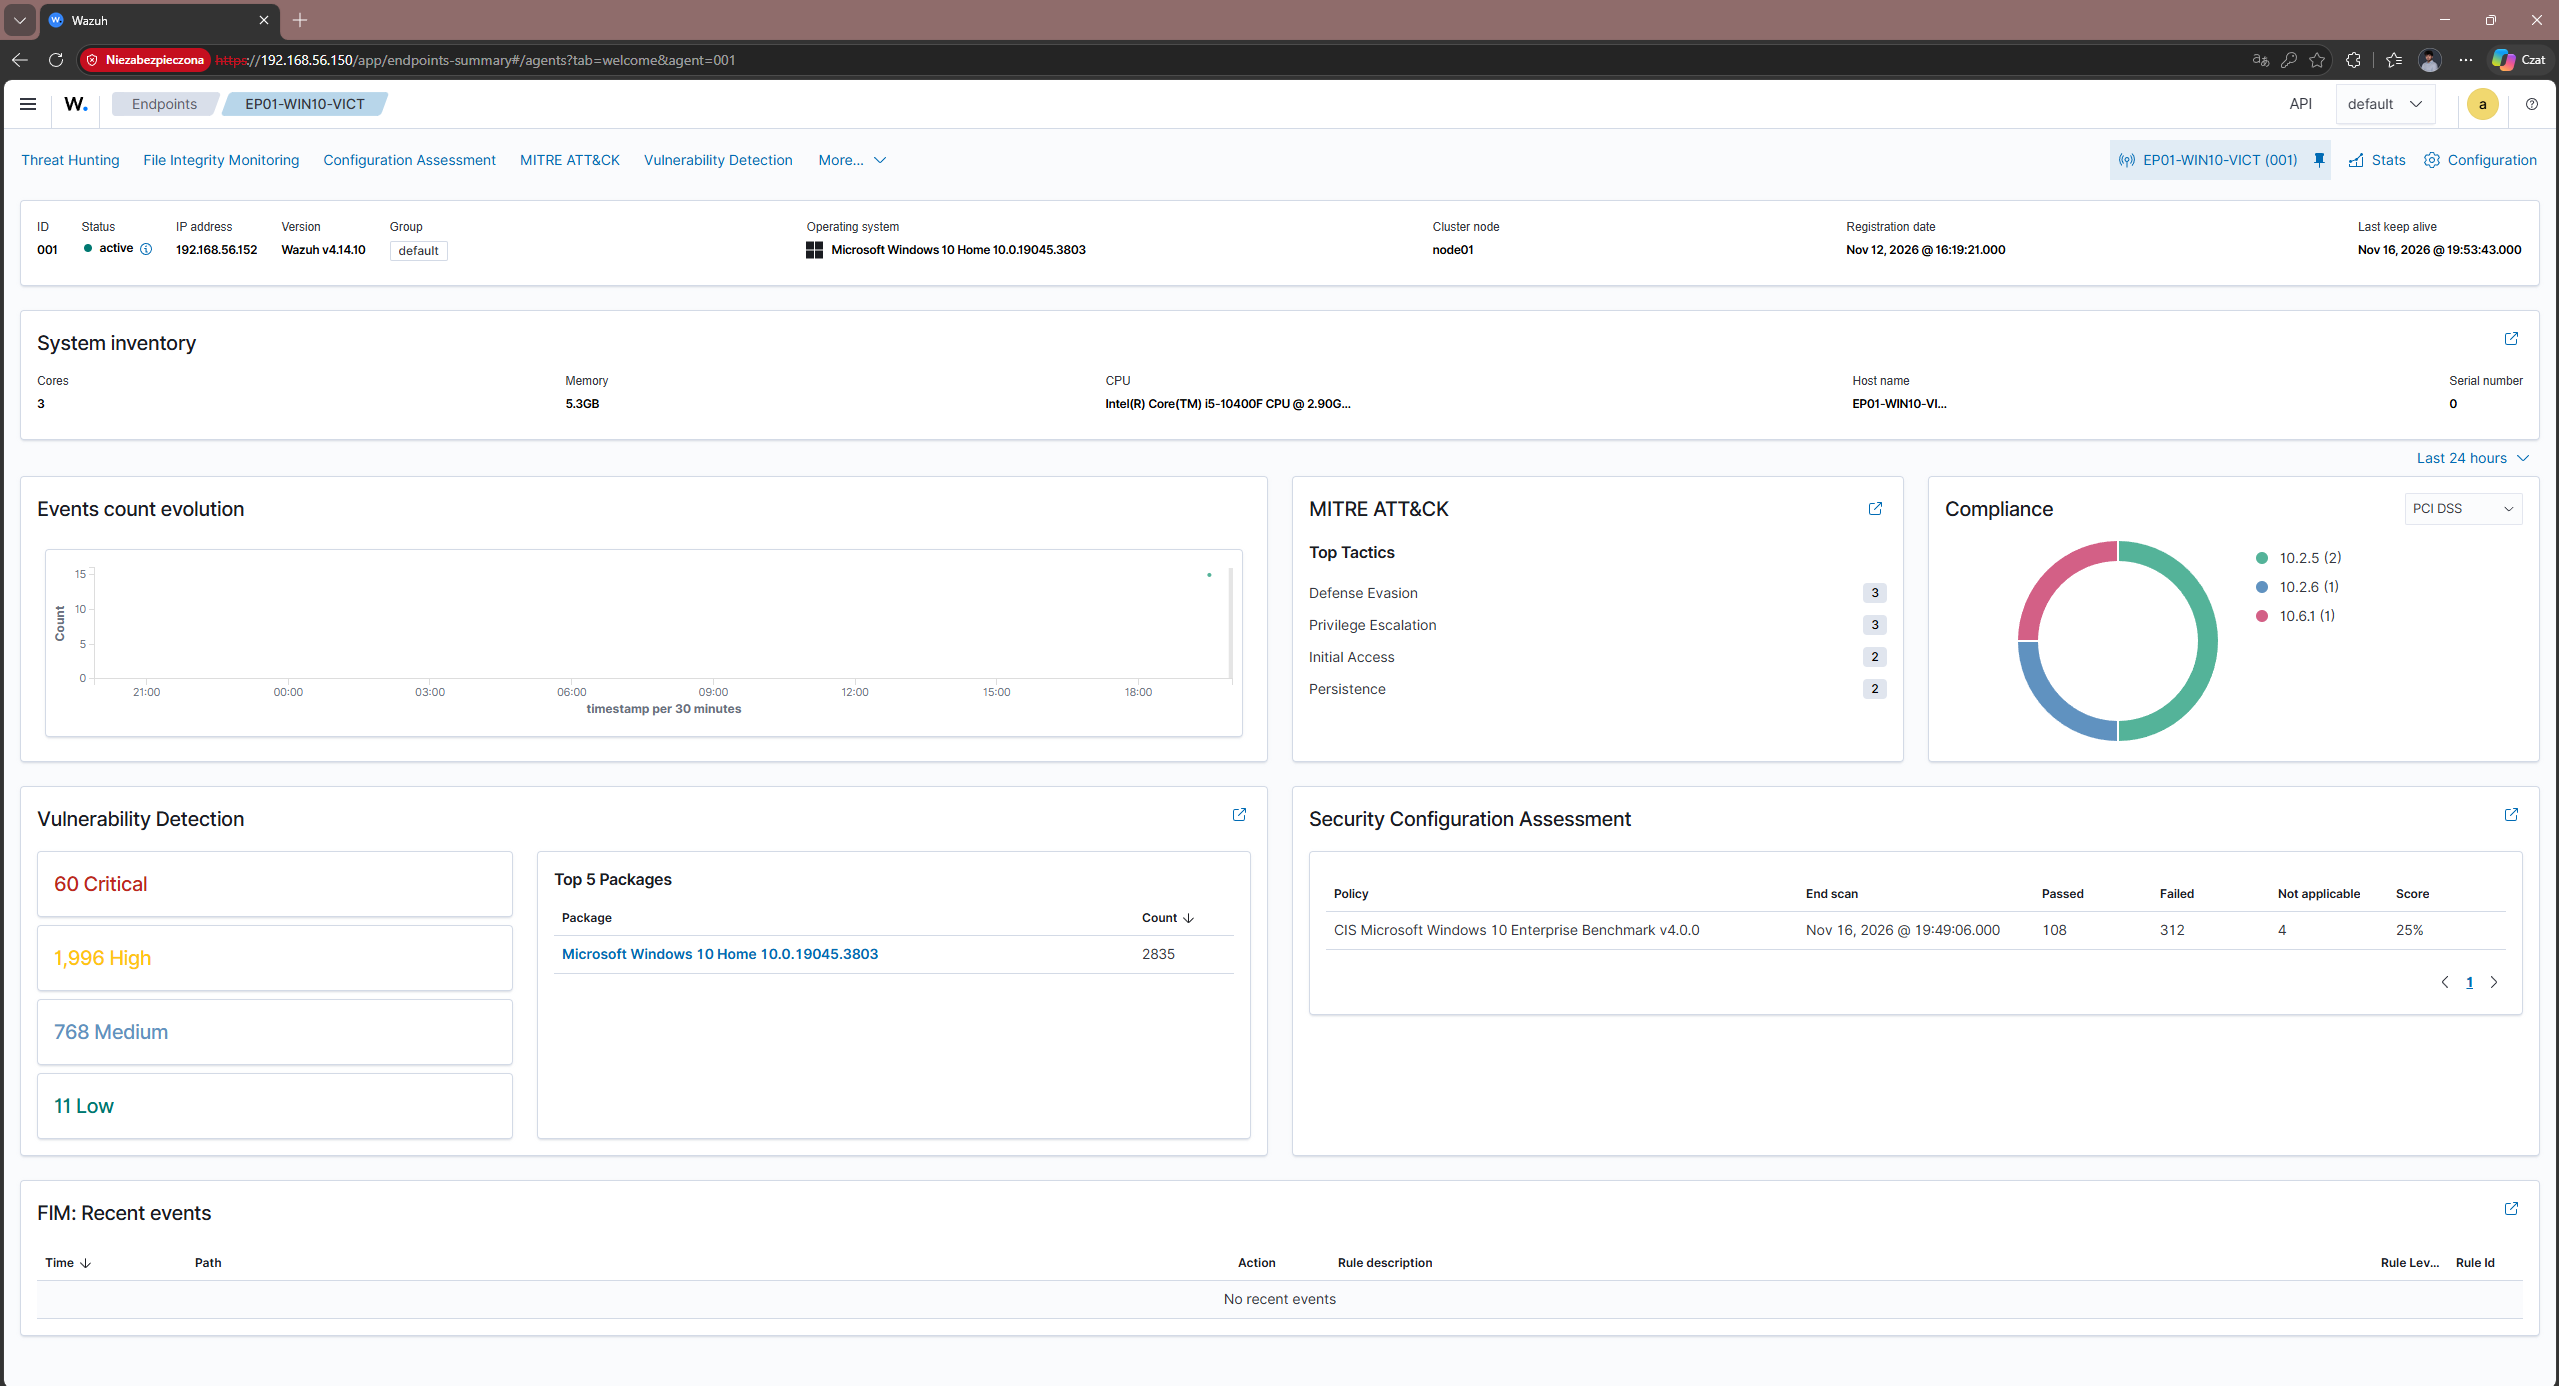 Wazuh
Niezabezpieczona https://192.168.56.150/app/endpoints-summary#/agents?tab=welcome&agent=001
Czat
W. Endpoints EP01-WIN10-VICT API default a
Threat Hunting File Integrity Monitoring Configuration Assessment MITRE ATT&CK Vulnerability Detection More... EP01-WIN10-VICT (001) Stats Configuration
ID Status IP address Version Group Operating system Cluster node Registration date Last keep alive
001 active 192.168.56.152 Wazuh v4.14.10 default Microsoft Windows 10 Home 10.0.19045.3803 node01 Nov 12, 2026 @ 16:19:21.000 Nov 16, 2026 @ 19:53:43.000
System inventory
Cores Memory CPU Host name Serial number
3 5.3GB Intel(R) Core(TM) i5-10400F CPU @ 2.90G... EP01-WIN10-VI... 0
Last 24 hours
Events count evolution
15
10
5
0
Count
21:00 00:00 03:00 06:00 09:00 12:00 15:00 18:00
timestamp per 30 minutes
MITRE ATT&CK
Top Tactics
Defense Evasion 3
Privilege Escalation 3
Initial Access 2
Persistence 2
Compliance PCI DSS
10.2.5 (2)
10.2.6 (1)
10.6.1 (1)
Vulnerability Detection
60 Critical
1,996 High
768 Medium
11 Low
Top 5 Packages
Package Count
Microsoft Windows 10 Home 10.0.19045.3803 2835
Security Configuration Assessment
Policy End scan Passed Failed Not applicable Score
CIS Microsoft Windows 10 Enterprise Benchmark v4.0.0 Nov 16, 2026 @ 19:49:06.000 108 312 4 25%
1
FIM: Recent events
Time Path Action Rule description Rule Lev... Rule Id
No recent events